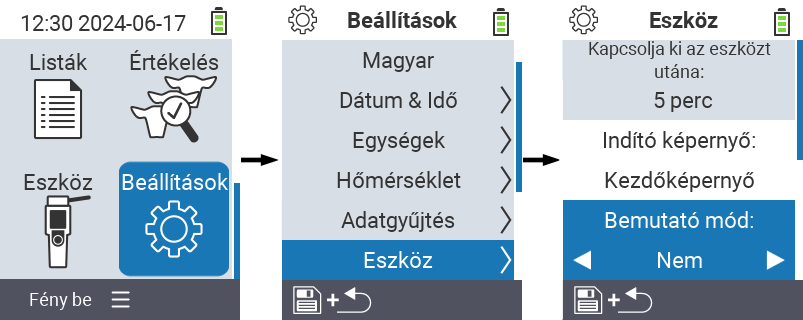 12:30 2024-06-17
Listák
Értékelés
Eszköz
Beállítások
Fény be
Beállítások
Magyar
Dátum & Idő
Egységek
Hőmérséklet
Adatgyűjtés
Eszköz
+
Eszköz
Kapcsolja ki az eszközt
utána:
5 perc
Indító képernyő:
Kezdőképernyő
Bemutató mód:
Nem
+